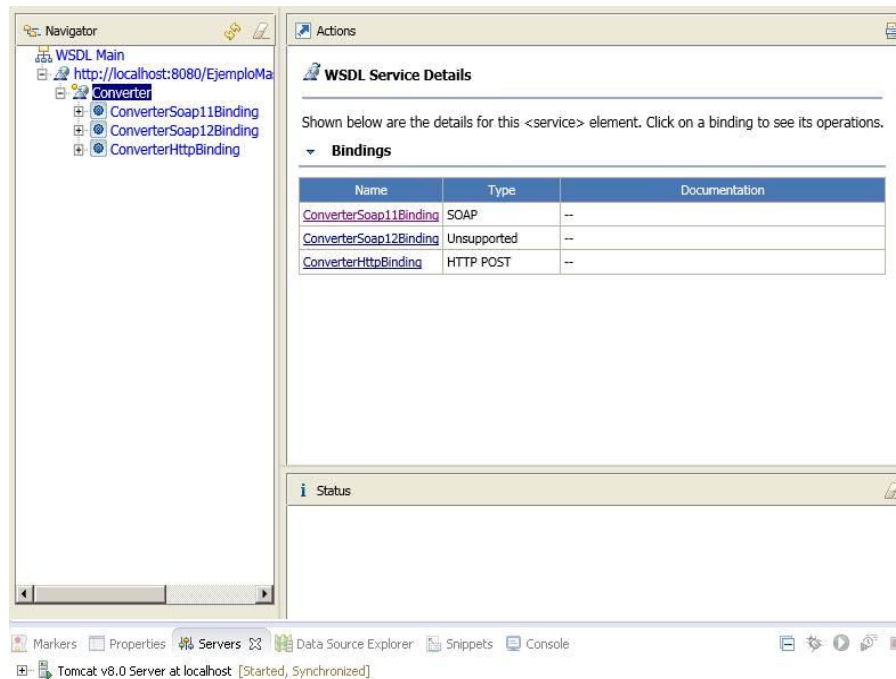 Navigator
WSDL Main
http://localhost:8080/EjemploMa
Converter
ConverterSoap11Binding
ConverterSoap12Binding
ConverterHttpBinding
Actions
WSDL Service Details
Shown below are the details for this <service> element. Click on a binding to see its operations.
Bindings
Name Type Documentation
ConverterSoap11Binding SOAP --
ConverterSoap12Binding Unsupported --
ConverterHttpBinding HTTP POST --
i Status
Markers Properties Servers Data Source Explorer Snippets Console
Tomcat v8.0 Server at localhost [Started, Synchronized]